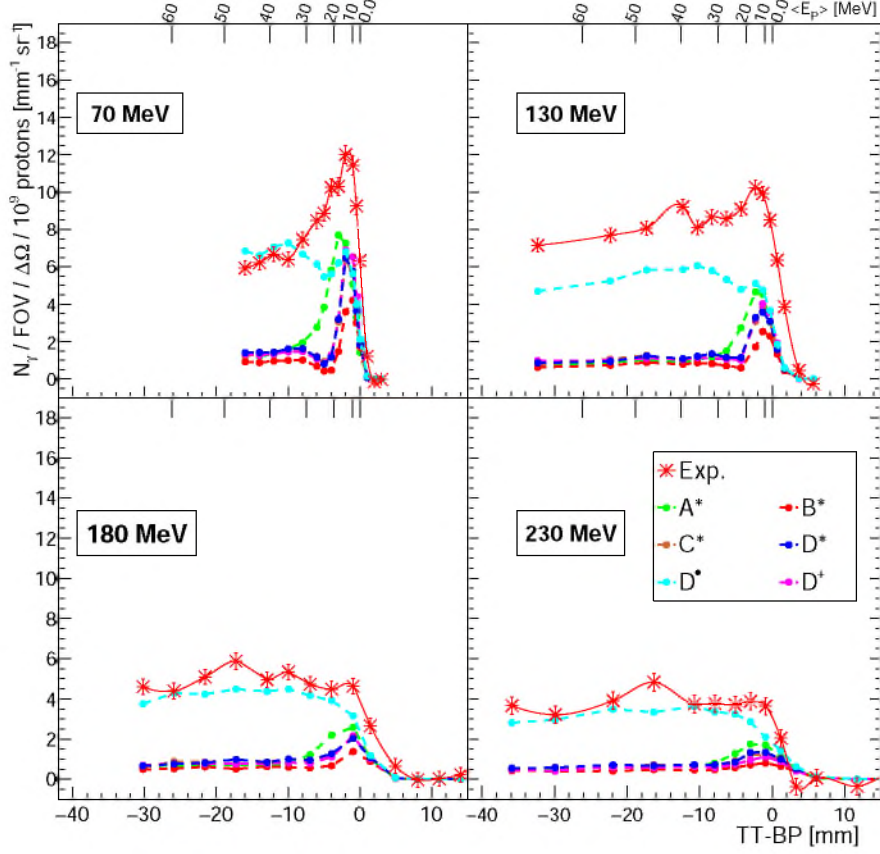 60 50 40 30 20 10 0.0 60 50 40 30 20 10 0.0 <E_P> [MeV]
N_γ / FOV / ΔΩ / 10⁹ protons [mm⁻¹ sr⁻¹]
18
16
14
12
10
8
6
4
2
0
70 MeV
130 MeV
18
16
14
12
10
8
6
4
2
0
180 MeV
230 MeV
Exp.
A* B*
C* D*
D• D⁺
−40 −30 −20 −10 0 10 −40 −30 −20 −10 0 10
TT-BP [mm]